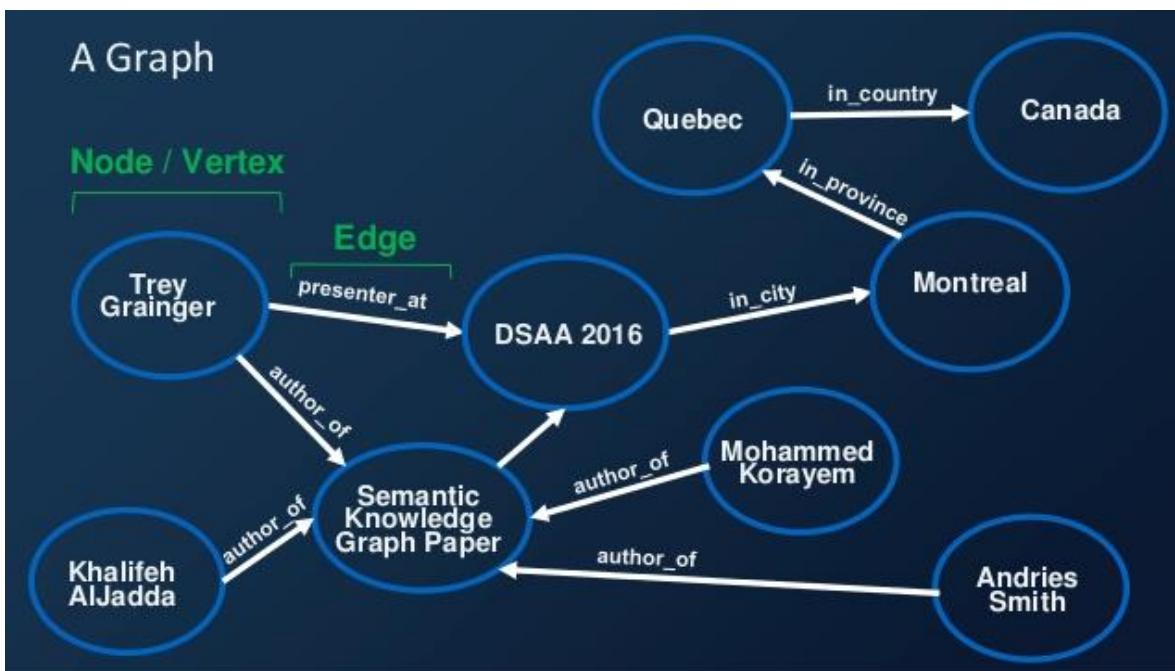 A Graph
Node / Vertex
Edge
Trey
Grainger
presenter_at
DSAA 2016
in_city
Montreal
in_province
Quebec
in_country
Canada
author_of
Semantic
Knowledge
Graph Paper
author_of
Khalifeh
AlJadda
author_of
Mohammed
Korayem
author_of
Andries
Smith